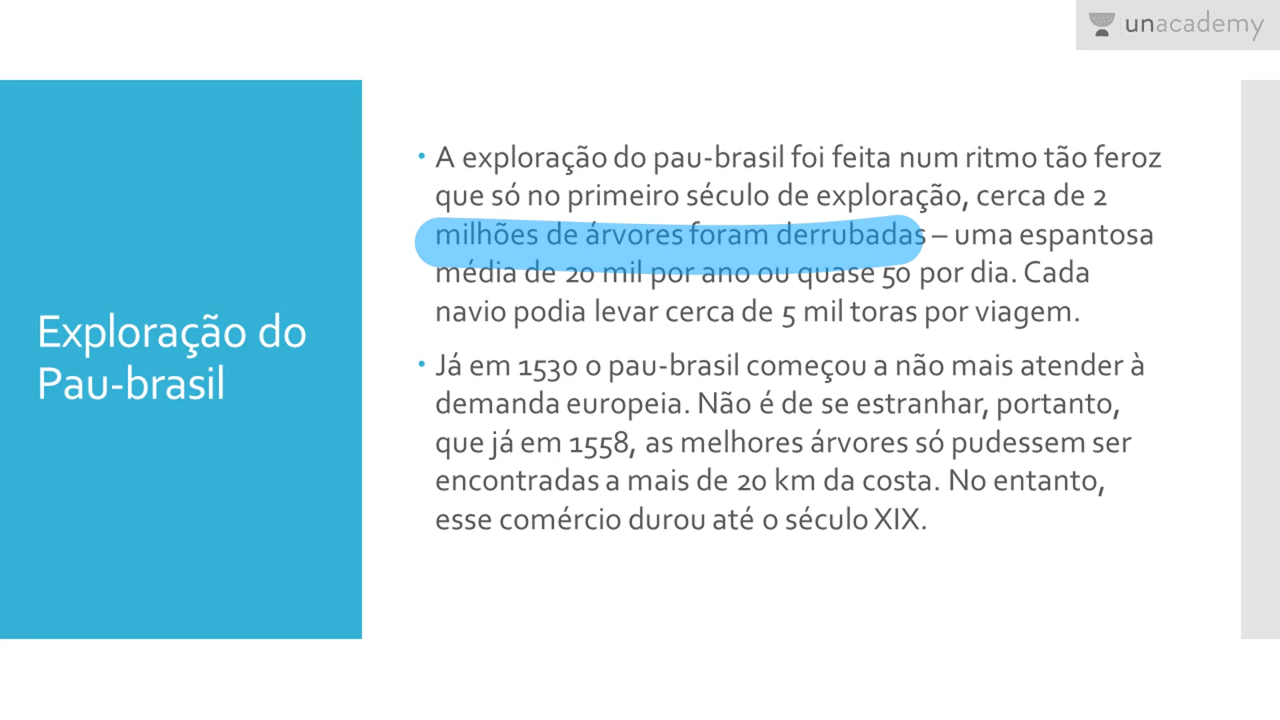 unacademy
Exploração do
Pau-brasil
• A exploração do pau-brasil foi feita num ritmo tão feroz
que só no primeiro século de exploração, cerca de 2
milhões de árvores foram derrubadas – uma espantosa
média de 20 mil por ano ou quase 50 por dia. Cada
navio podia levar cerca de 5 mil toras por viagem.
• Já em 1530 o pau-brasil começou a não mais atender à
demanda europeia. Não é de se estranhar, portanto,
que já em 1558, as melhores árvores só pudessem ser
encontradas a mais de 20 km da costa. No entanto,
esse comércio durou até o século XIX.